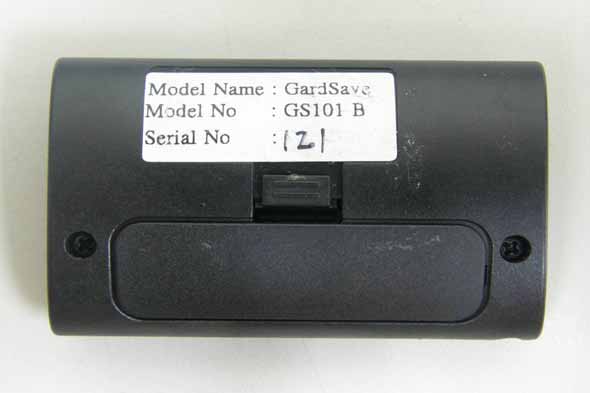 Model Name : GardSave
Model No : GS101 B
Serial No : 121